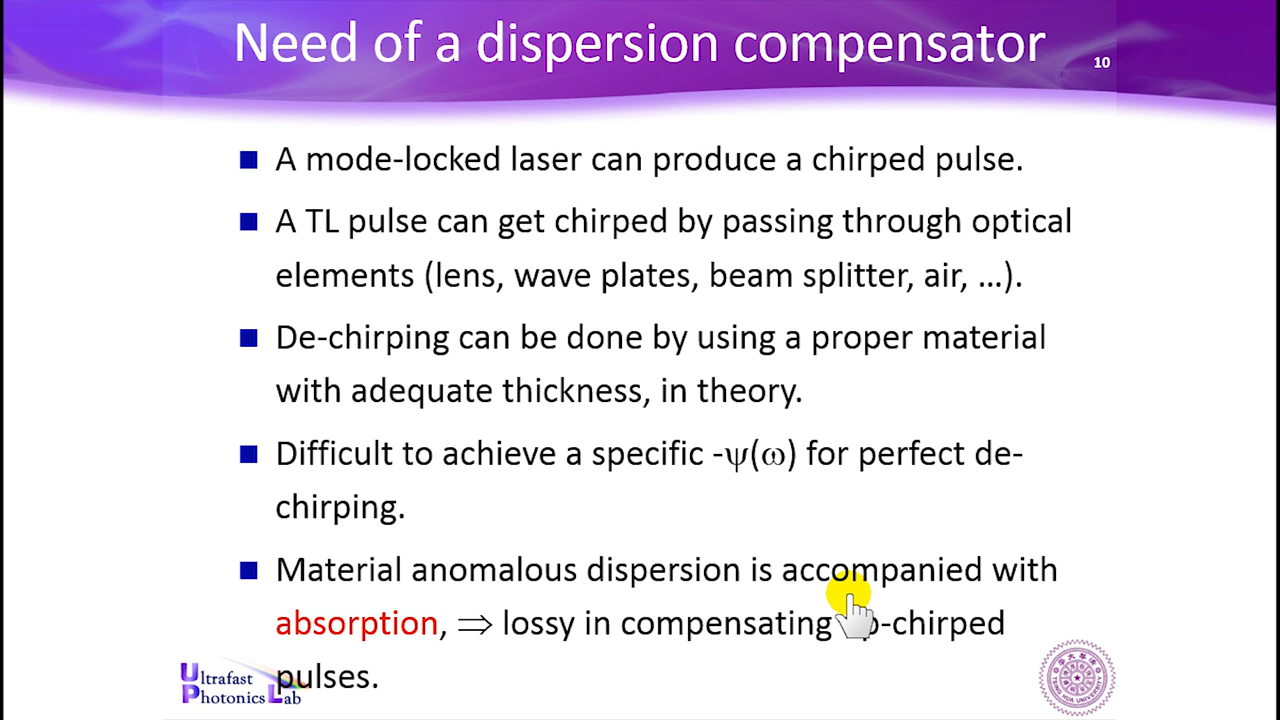 Need of a dispersion compensator
10
■ A mode-locked laser can produce a chirped pulse.
■ A TL pulse can get chirped by passing through optical
elements (lens, wave plates, beam splitter, air, …).
■ De-chirping can be done by using a proper material
with adequate thickness, in theory.
■ Difficult to achieve a specific -ψ(ω) for perfect de-
chirping.
■ Material anomalous dispersion is accompanied with
absorption, ⇒ lossy in compensating -chirped
pulses.
Ultrafast
Photonics Lab